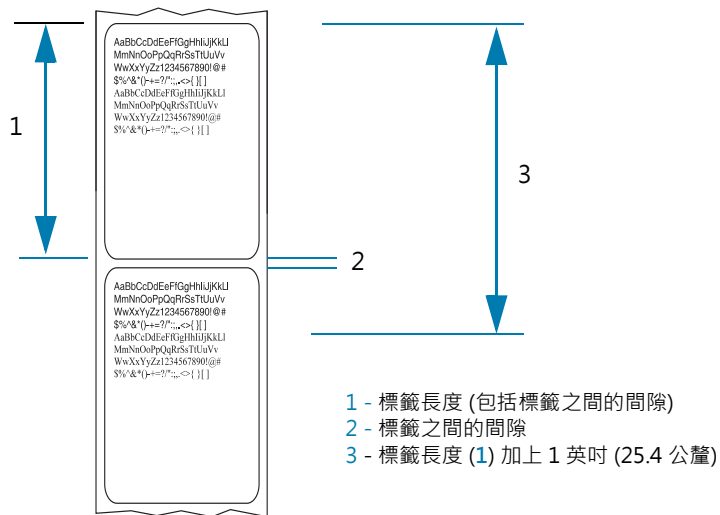 AaBbCcDdEeFfGgHhIiJjKkLl
MmNnOoPpQqRrSsTtUuVv
WwXxYyZz1234567890!@#
$%^&*()-+=?/":;,.<>{ }[ ]
AaBbCcDdEeFfGgHhIiJjKkLl
MmNnOoPpQqRrSsTtUuVv
WwXxYyZz1234567890!@#
$%^&*()-+=?/":;,.<>{ }[ ]
1
3
2
AaBbCcDdEeFfGgHhIiJjKkLl
MmNnOoPpQqRrSsTtUuVv
WwXxYyZz1234567890!@#
$%^&*()-+=?/":;,.<>{ }[ ]
AaBbCcDdEeFfGgHhIiJjKkLl
MmNnOoPpQqRrSsTtUuVv
WwXxYyZz1234567890!@#
$%^&*()-+=?/":;,.<>{ }[ ]
1 - 標籤長度 (包括標籤之間的間隙)
2 - 標籤之間的間隙
3 - 標籤長度 (1) 加上 1 英吋 (25.4 公釐)